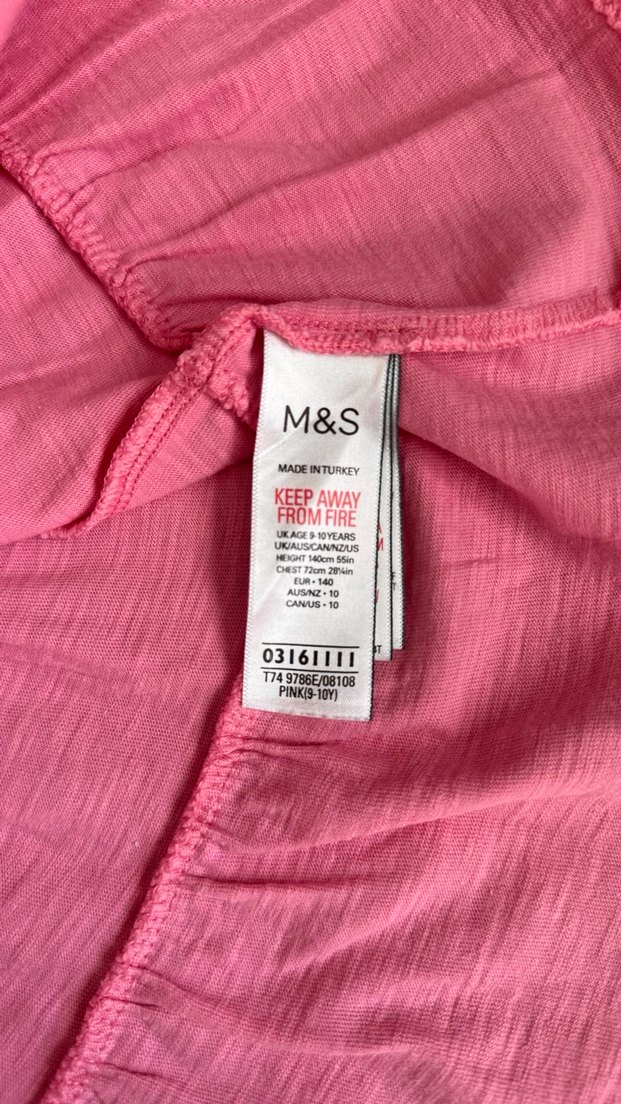 M&S
MADE IN TURKEY
KEEP AWAY
FROM FIRE
UK AGE 9-10 YEARS
UK/AUS/CAN/NZ/US
HEIGHT 140cm 55in
CHEST 72cm 28¼in
EUR • 140
AUS/NZ • 10
CAN/US • 10
03161111
T74 9786E/08108
PINK(9-10Y)